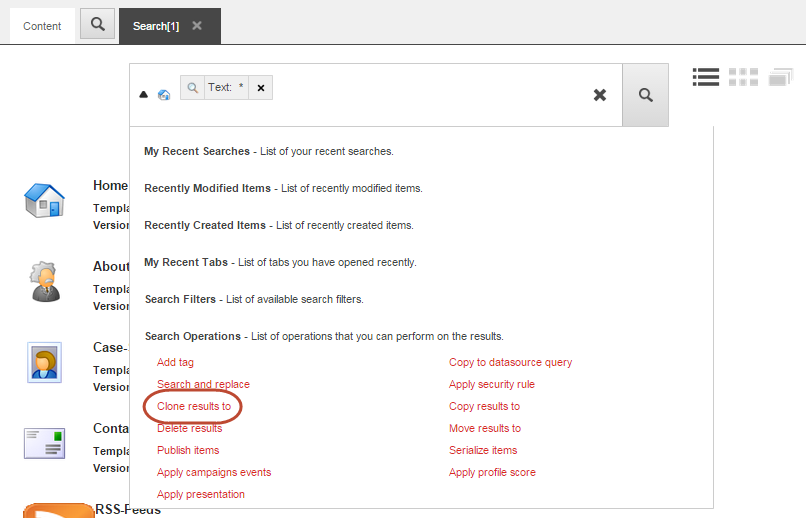 Content
Search[1]
Text: *
My Recent Searches - List of your recent searches.
Recently Modified Items - List of recently modified items.
Recently Created Items - List of recently created items.
My Recent Tabs - List of tabs you have opened recently.
Search Filters - List of available search filters.
Search Operations - List of operations that you can perform on the results.
Add tag
Copy to datasource query
Search and replace
Apply security rule
Clone results to
Copy results to
Delete results
Move results to
Publish items
Serialize items
Apply campaigns events
Apply profile score
Apply presentation
Home
Templa
Version
About
Templa
Version
Case-
Templa
Version
Conta
Templa
Version
RSS-Feeds